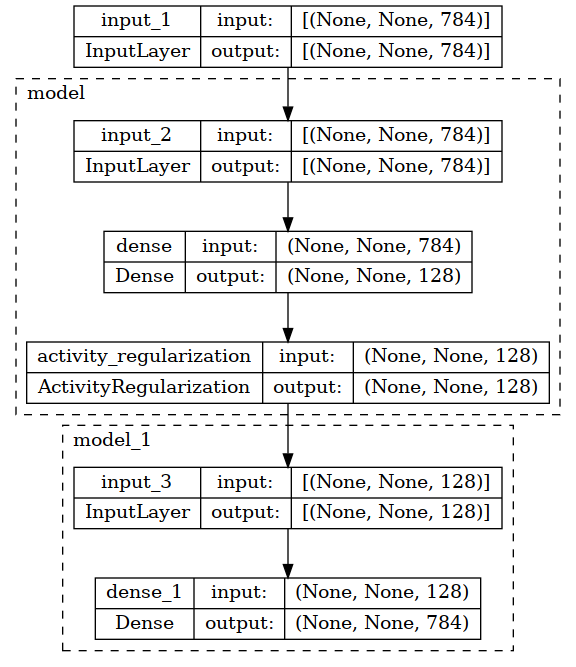 input_1 input: [(None, None, 784)]
InputLayer output: [(None, None, 784)]
model
input_2 input: [(None, None, 784)]
InputLayer output: [(None, None, 784)]
dense input: (None, None, 784)
Dense output: (None, None, 128)
activity_regularization input: (None, None, 128)
ActivityRegularization output: (None, None, 128)
model_1
input_3 input: [(None, None, 128)]
InputLayer output: [(None, None, 128)]
dense_1 input: (None, None, 128)
Dense output: (None, None, 784)